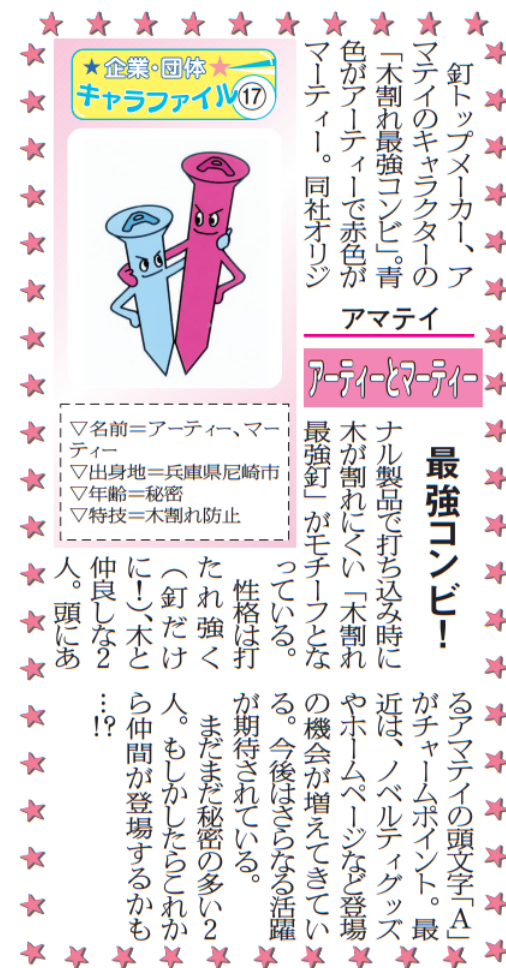 ★企業・団体★
キャラファイル⑰
アマテイ
アーティーとマーティー
最強コンビ！
釘トップメーカー、ア
マテイのキャラクターの
「木割れ最強コンビ」。青
色がアーティーで赤色が
マーティー。同社オリジ
ナル製品で打ち込み時に
木が割れにくい「木割れ
最強釘」がモチーフとな
っている。
性格は打
たれ強く
（釘だけ
に！）、木と
仲良しな２
人。頭にあ
るアマテイの頭文字「Ａ」
がチャームポイント。最
近は、ノベルティグッズ
やホームページなど登場
の機会が増えてきてい
る。今後はさらなる活躍
が期待されている。
まだまだ秘密の多い２
人。もしかしたらこれか
ら仲間が登場するかも
…!?
▽名前＝アーティー、マー
ティー
▽出身地＝兵庫県尼崎市
▽年齢＝秘密
▽特技＝木割れ防止
A
A